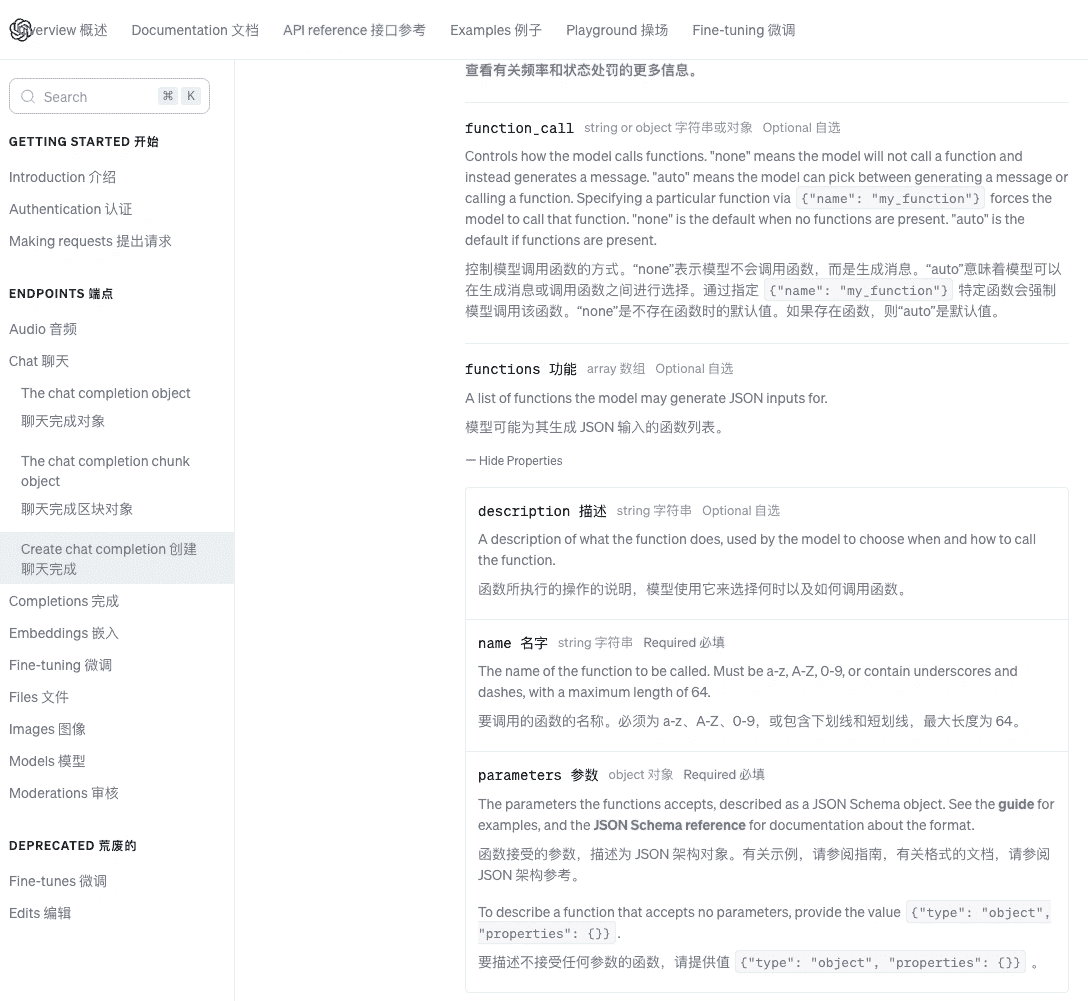 Overview 概述 Documentation 文档 API reference 接口参考 Examples 例子 Playground 操场 Fine-tuning 微调
Search ⌘ K
GETTING STARTED 开始
Introduction 介绍
Authentication 认证
Making requests 提出请求
ENDPOINTS 端点
Audio 音频
Chat 聊天
The chat completion object
聊天完成对象
The chat completion chunk
object
聊天完成区块对象
Create chat completion 创建
聊天完成
Completions 完成
Embeddings 嵌入
Fine-tuning 微调
Files 文件
Images 图像
Models 模型
Moderations 审核
DEPRECATED 荒废的
Fine-tunes 微调
Edits 编辑
查看有关频率和状态处罚的更多信息。
function_call string or object 字符串或对象 Optional 自选
Controls how the model calls functions. "none" means the model will not call a function and
instead generates a message. "auto" means the model can pick between generating a message or
calling a function. Specifying a particular function via {"name": "my_function"} forces the
model to call that function. "none" is the default when no functions are present. "auto" is the
default if functions are present.
控制模型调用函数的方式。“none”表示模型不会调用函数，而是生成消息。“auto”意味着模型可以
在生成消息或调用函数之间进行选择。通过指定 {"name": "my_function"} 特定函数会强制
模型调用该函数。“none”是不存在函数时的默认值。如果存在函数，则“auto”是默认值。
functions 功能 array 数组 Optional 自选
A list of functions the model may generate JSON inputs for.
模型可能为其生成 JSON 输入的函数列表。
— Hide Properties
description 描述 string 字符串 Optional 自选
A description of what the function does, used by the model to choose when and how to call
the function.
函数所执行的操作的说明，模型使用它来选择何时以及如何调用函数。
name 名字 string 字符串 Required 必填
The name of the function to be called. Must be a-z, A-Z, 0-9, or contain underscores and
dashes, with a maximum length of 64.
要调用的函数的名称。必须为 a-z、A-Z、0-9，或包含下划线和短划线，最大长度为 64。
parameters 参数 object 对象 Required 必填
The parameters the functions accepts, described as a JSON Schema object. See the guide for
examples, and the JSON Schema reference for documentation about the format.
函数接受的参数，描述为 JSON 架构对象。有关示例，请参阅指南，有关格式的文档，请参阅
JSON 架构参考。
To describe a function that accepts no parameters, provide the value {"type": "object",
"properties": {}} .
要描述不接受任何参数的函数，请提供值 {"type": "object", "properties": {}} 。